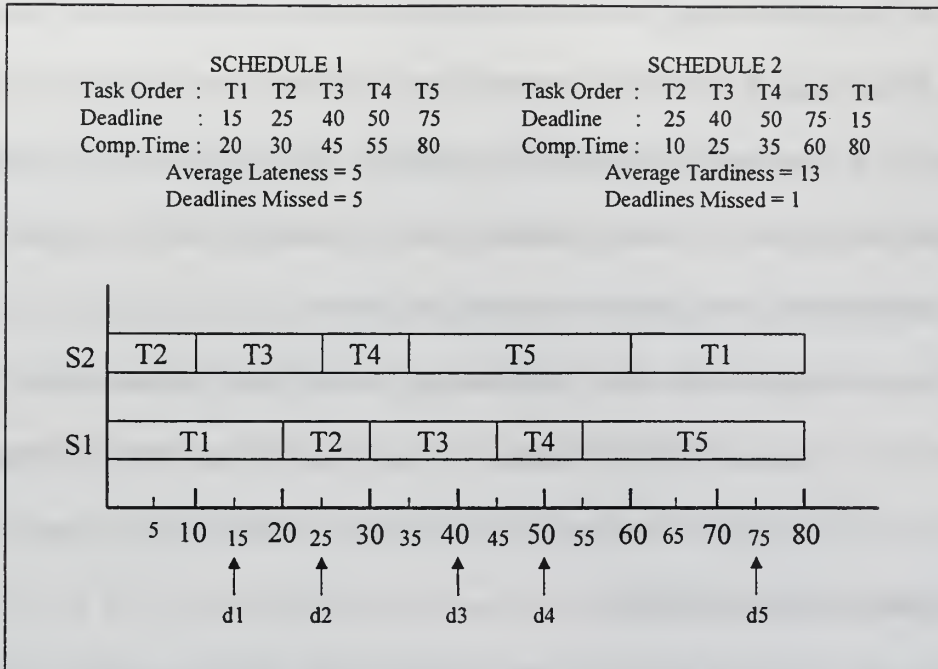 SCHEDULE 1
Task Order : T1 T2 T3 T4 T5
Deadline : 15 25 40 50 75
Comp.Time : 20 30 45 55 80
Average Lateness = 5
Deadlines Missed = 5
SCHEDULE 2
Task Order : T2 T3 T4 T5 T1
Deadline : 25 40 50 75 15
Comp.Time : 10 25 35 60 80
Average Tardiness = 13
Deadlines Missed = 1
S2 T2 T3 T4 T5 T1
S1 T1 T2 T3 T4 T5
5 10 15 20 25 30 35 40 45 50 55 60 65 70 75 80
d1 d2 d3 d4 d5